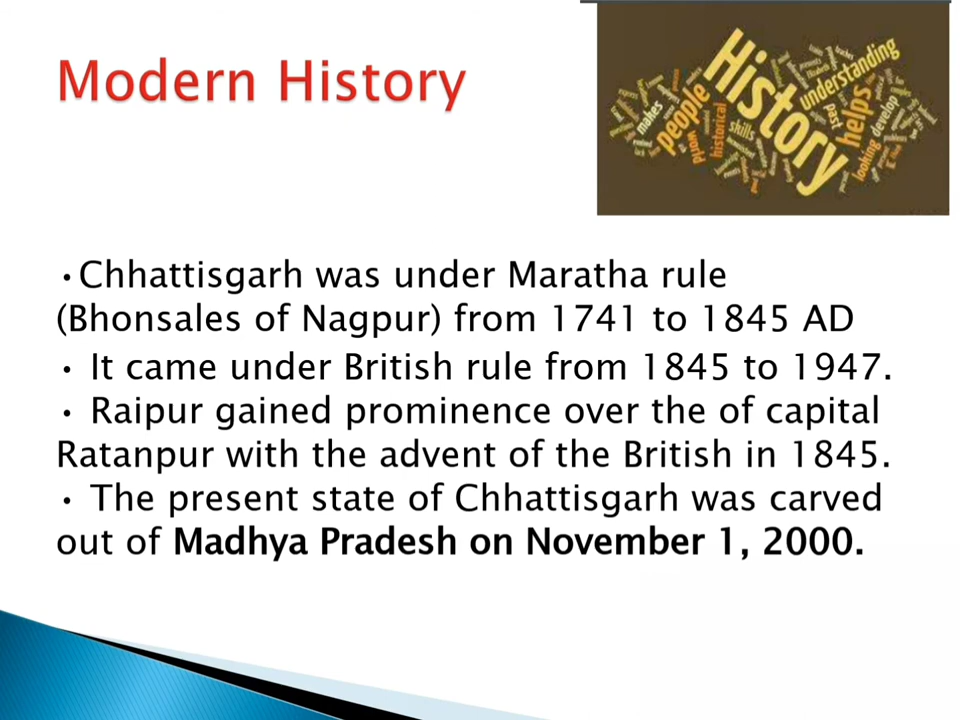 Modern History
History
understanding
people
helps
makes
world
historical
skills
past
looking
develop
•Chhattisgarh was under Maratha rule
(Bhonsales of Nagpur) from 1741 to 1845 AD
• It came under British rule from 1845 to 1947.
• Raipur gained prominence over the of capital
Ratanpur with the advent of the British in 1845.
• The present state of Chhattisgarh was carved
out of Madhya Pradesh on November 1, 2000.